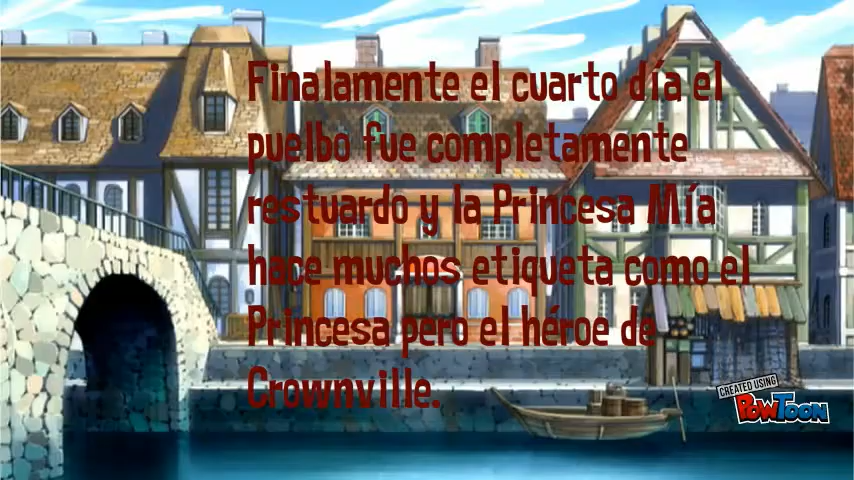 Finalamente el cuarto día el
puelbo fue completamente
restuardo y la Princesa Mía
hace muchos etiqueta como el
Princesa pero el héroe de
Crownville.
CREATED USING
POWTOON